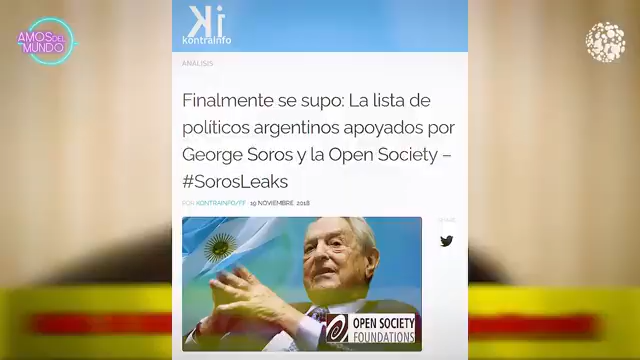 AMOS DEL
MUNDO
Ki
kontrainfo
ANÁLISIS
Finalmente se supo: La lista de
políticos argentinos apoyados por
George Soros y la Open Society –
#SorosLeaks
POR KONTRAINFO/FF 19 NOVIEMBRE, 2018
SHARE
OPEN SOCIETY
FOUNDATIONS